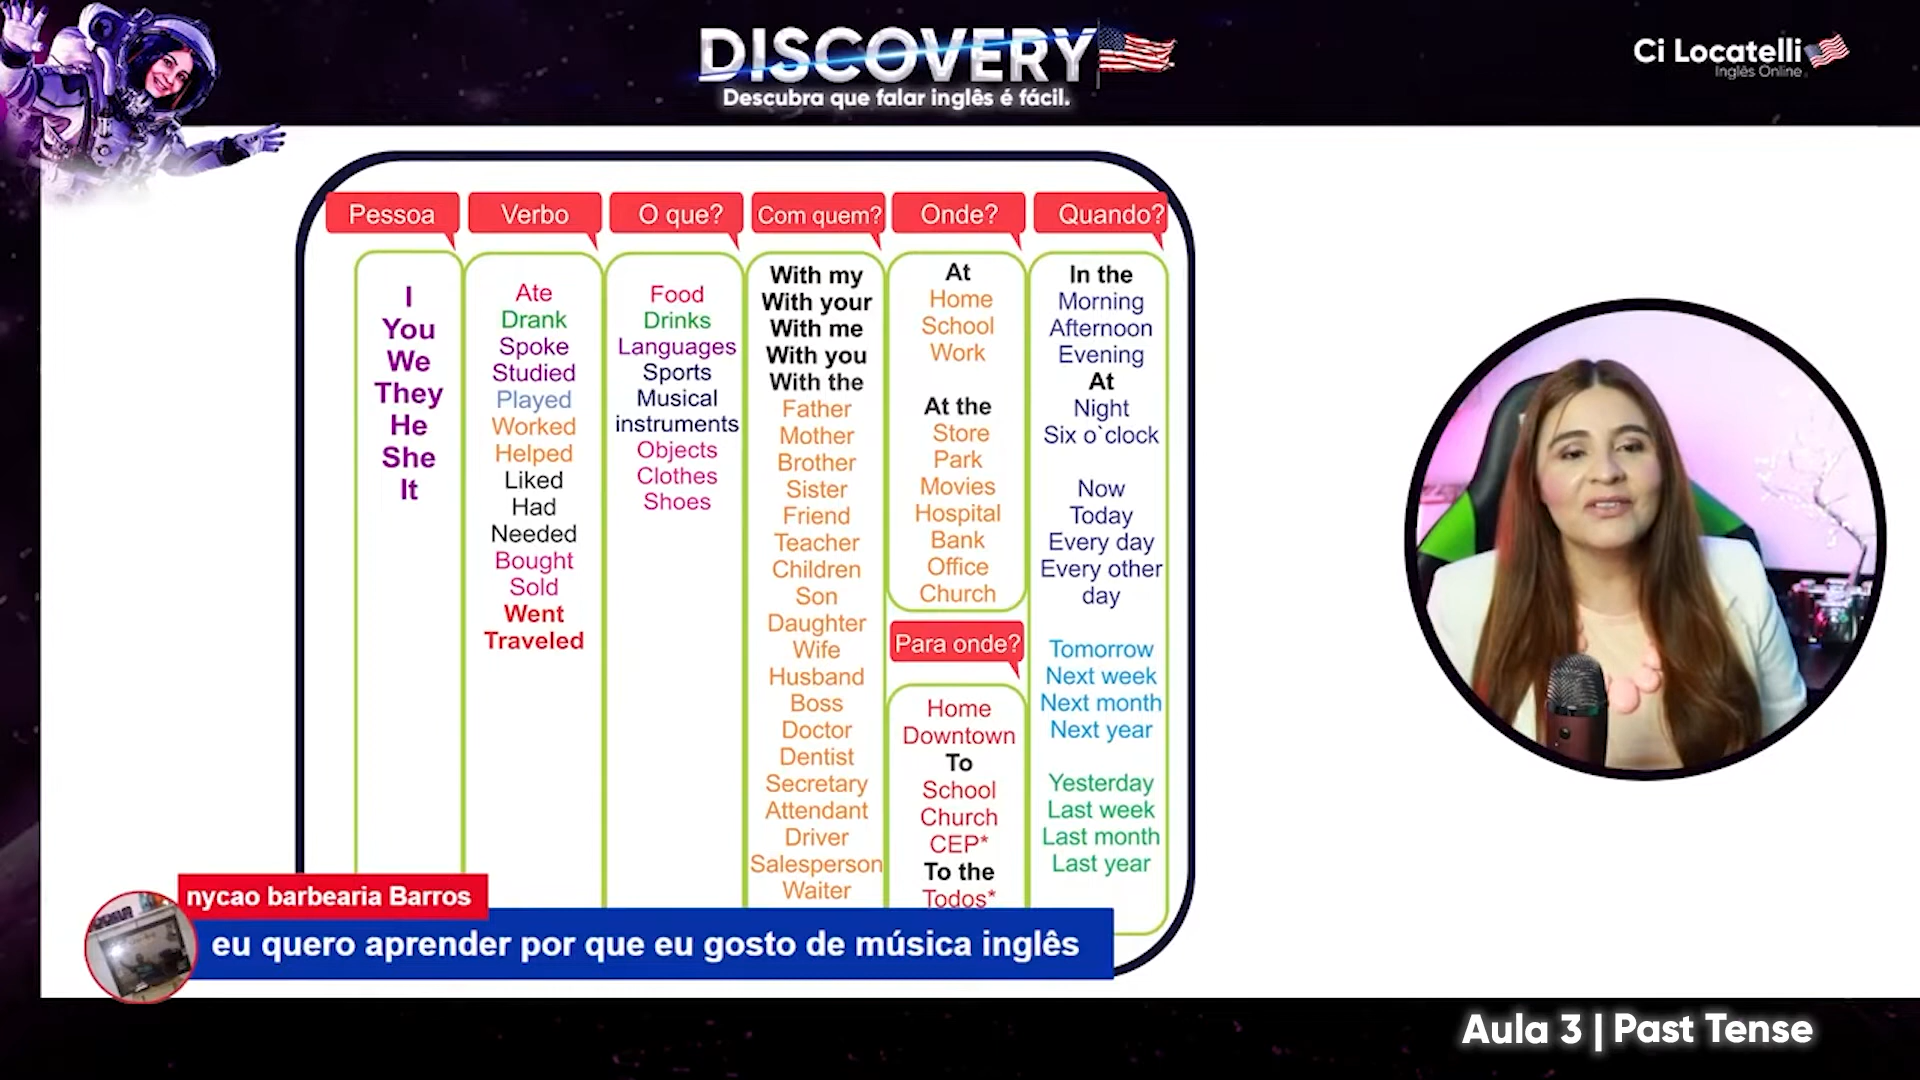 DISCOVERY
Descubra que falar inglês é fácil.
Ci Locatelli
Inglês Online
Pessoa
I
You
We
They
He
She
It
Verbo
Ate
Drank
Spoke
Studied
Played
Worked
Helped
Liked
Had
Needed
Bought
Sold
Went
Traveled
O que?
Food
Drinks
Languages
Sports
Musical
instruments
Objects
Clothes
Shoes
Com quem?
With my
With your
With me
With you
With the
Father
Mother
Brother
Sister
Friend
Teacher
Children
Son
Daughter
Wife
Husband
Boss
Doctor
Dentist
Secretary
Attendant
Driver
Salesperson
Waiter
Onde?
At
Home
School
Work
At the
Store
Park
Movies
Hospital
Bank
Office
Church
Para onde?
Home
Downtown
To
School
Church
CEP*
To the
Todos*
Quando?
In the
Morning
Afternoon
Evening
At
Night
Six o`clock
Now
Today
Every day
Every other
day
Tomorrow
Next week
Next month
Next year
Yesterday
Last week
Last month
Last year
nycao barbearia Barros
eu quero aprender por que eu gosto de música inglês
Aula 3 | Past Tense